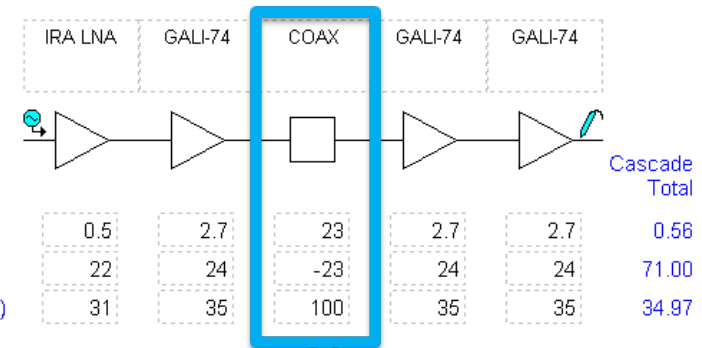 IRA LNA GALI-74 COAX GALI-74 GALI-74
Cascade
Total
0.5 2.7 23 2.7 2.7 0.56
22 24 -23 24 24 71.00
) 31 35 100 35 35 34.97